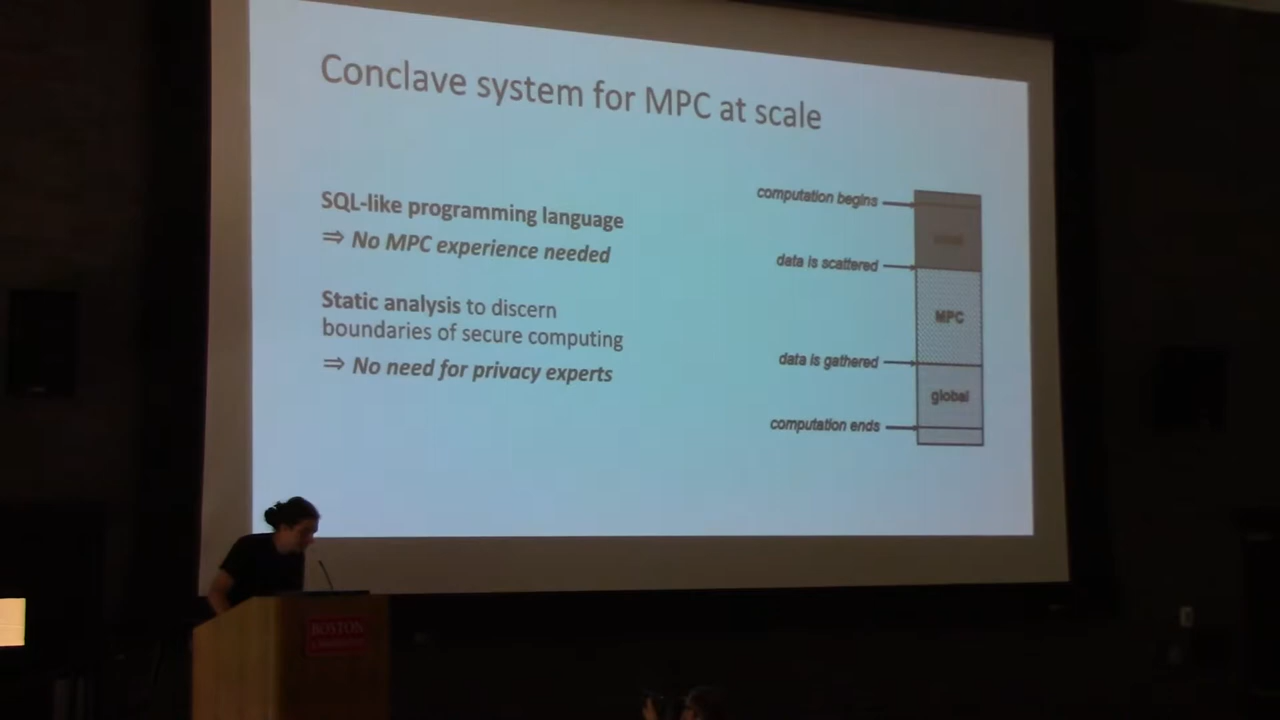 Conclave system for MPC at scale
SQL-like programming language
⇒ No MPC experience needed
Static analysis to discern
boundaries of secure computing
⇒ No need for privacy experts
computation begins
data is scattered
MPC
data is gathered
global
computation ends
BOSTON